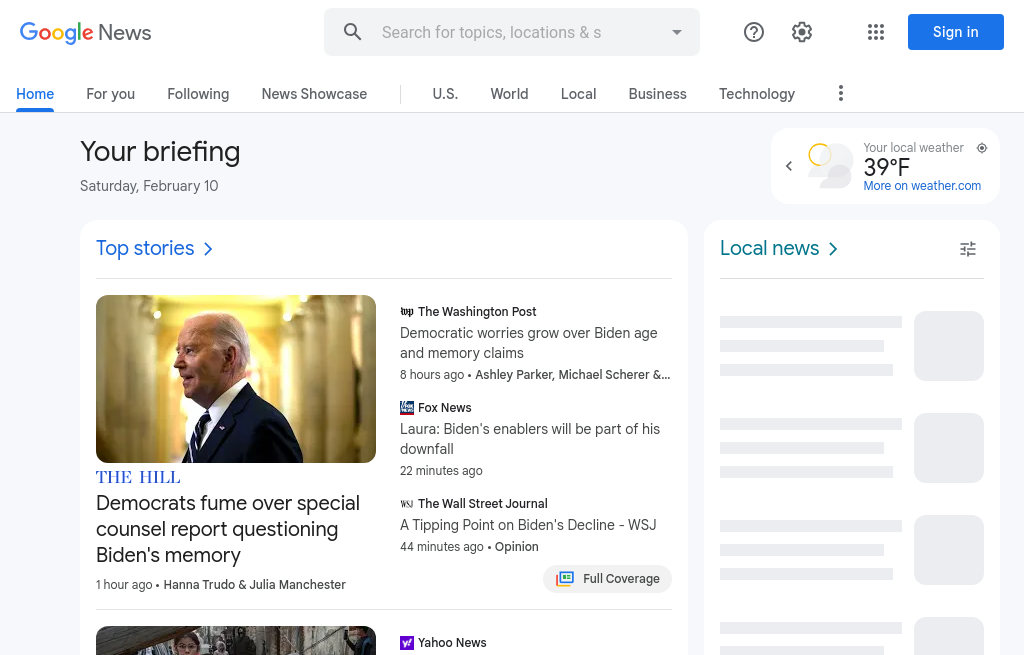 Google News
Search for topics, locations & s
Sign in
Home
For you
Following
News Showcase
U.S.
World
Local
Business
Technology
Your briefing
Saturday, February 10
Your local weather
39°F
More on weather.com
Top stories
THE HILL
Democrats fume over special
counsel report questioning
Biden's memory
1 hour ago • Hanna Trudo & Julia Manchester
wp The Washington Post
Democratic worries grow over Biden age
and memory claims
8 hours ago • Ashley Parker, Michael Scherer &...
FOX NEWS Fox News
Laura: Biden's enablers will be part of his
downfall
22 minutes ago
WSJ The Wall Street Journal
A Tipping Point on Biden's Decline - WSJ
44 minutes ago • Opinion
Full Coverage
y! Yahoo News
Local news